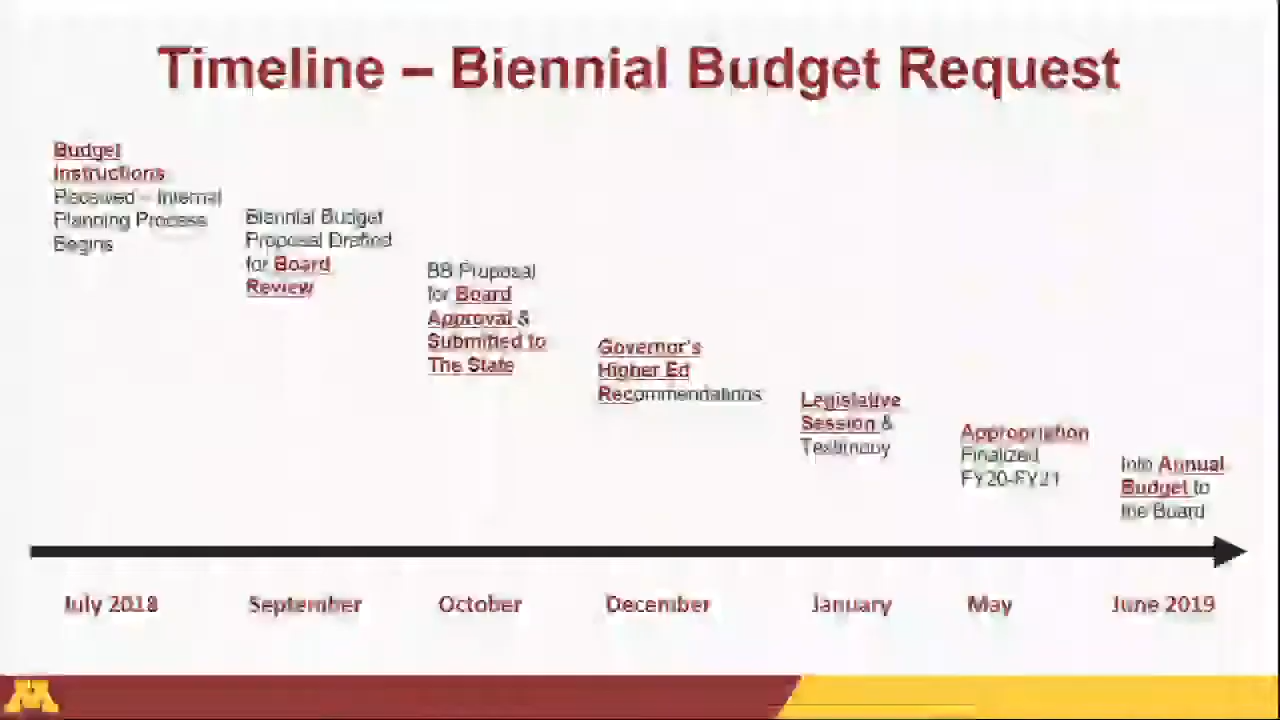 Timeline – Biennial Budget Request
Budget
Instructions
Received – Internal
Planning Process
Begins
Biennial Budget
Proposal Drafted
for Board
Review
BB Proposal
for Board
Approval &
Submitted to
The State
Governor's
Higher Ed
Recommendations
Legislative
Session &
Testimony
Appropriation
Finalized
FY20-FY21
Into Annual
Budget to
the Board
July 2018
September
October
December
January
May
June 2019
M